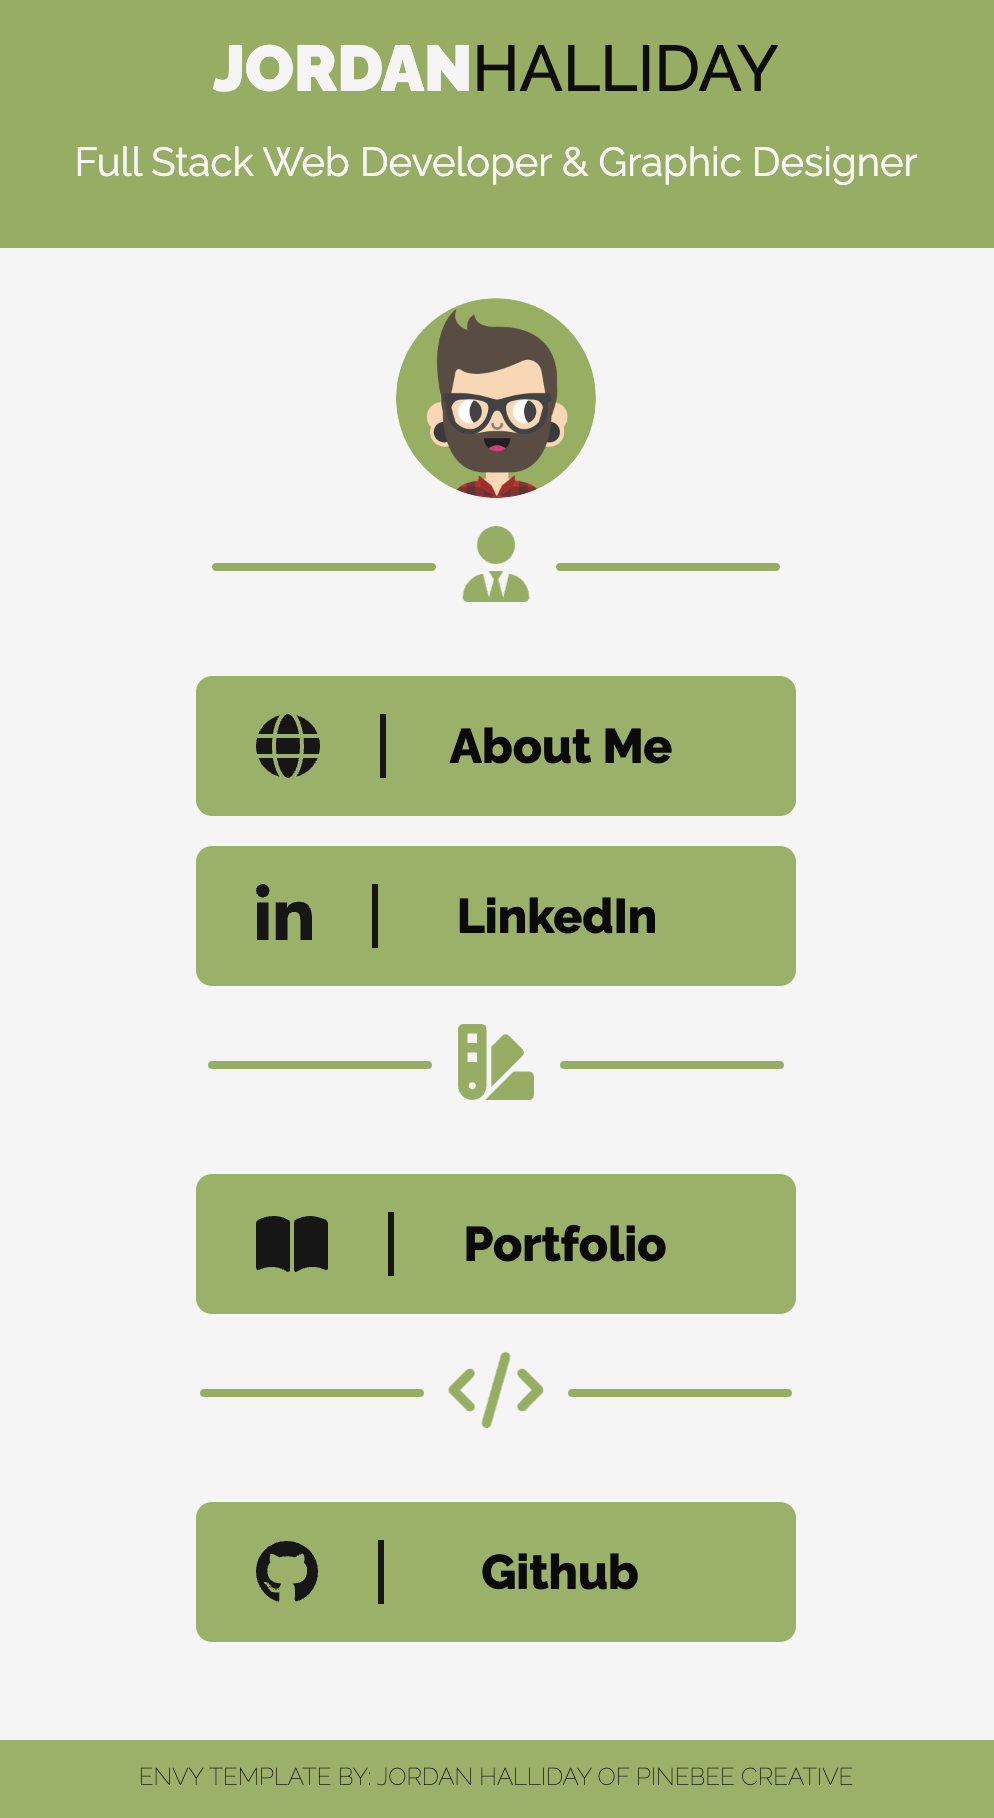 JORDANHALLIDAY
Full Stack Web Developer & Graphic Designer
About Me
LinkedIn
Portfolio
Github
ENVY TEMPLATE BY: JORDAN HALLIDAY OF PINEBEE CREATIVE